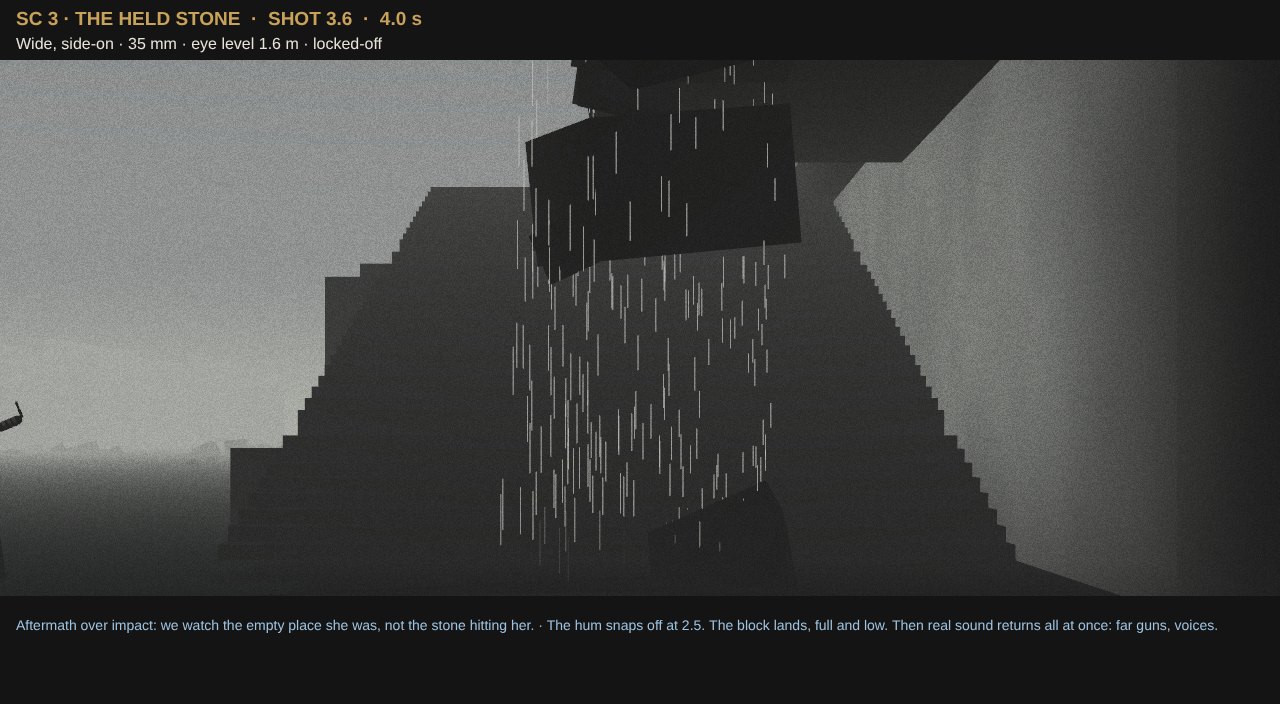 SC 3 · THE HELD STONE · SHOT 3.6 · 4.0 s
Wide, side-on · 35 mm · eye level 1.6 m · locked-off
Aftermath over impact: we watch the empty place she was, not the stone hitting her. · The hum snaps off at 2.5. The block lands, full and low. Then real sound returns all at once: far guns, voices.